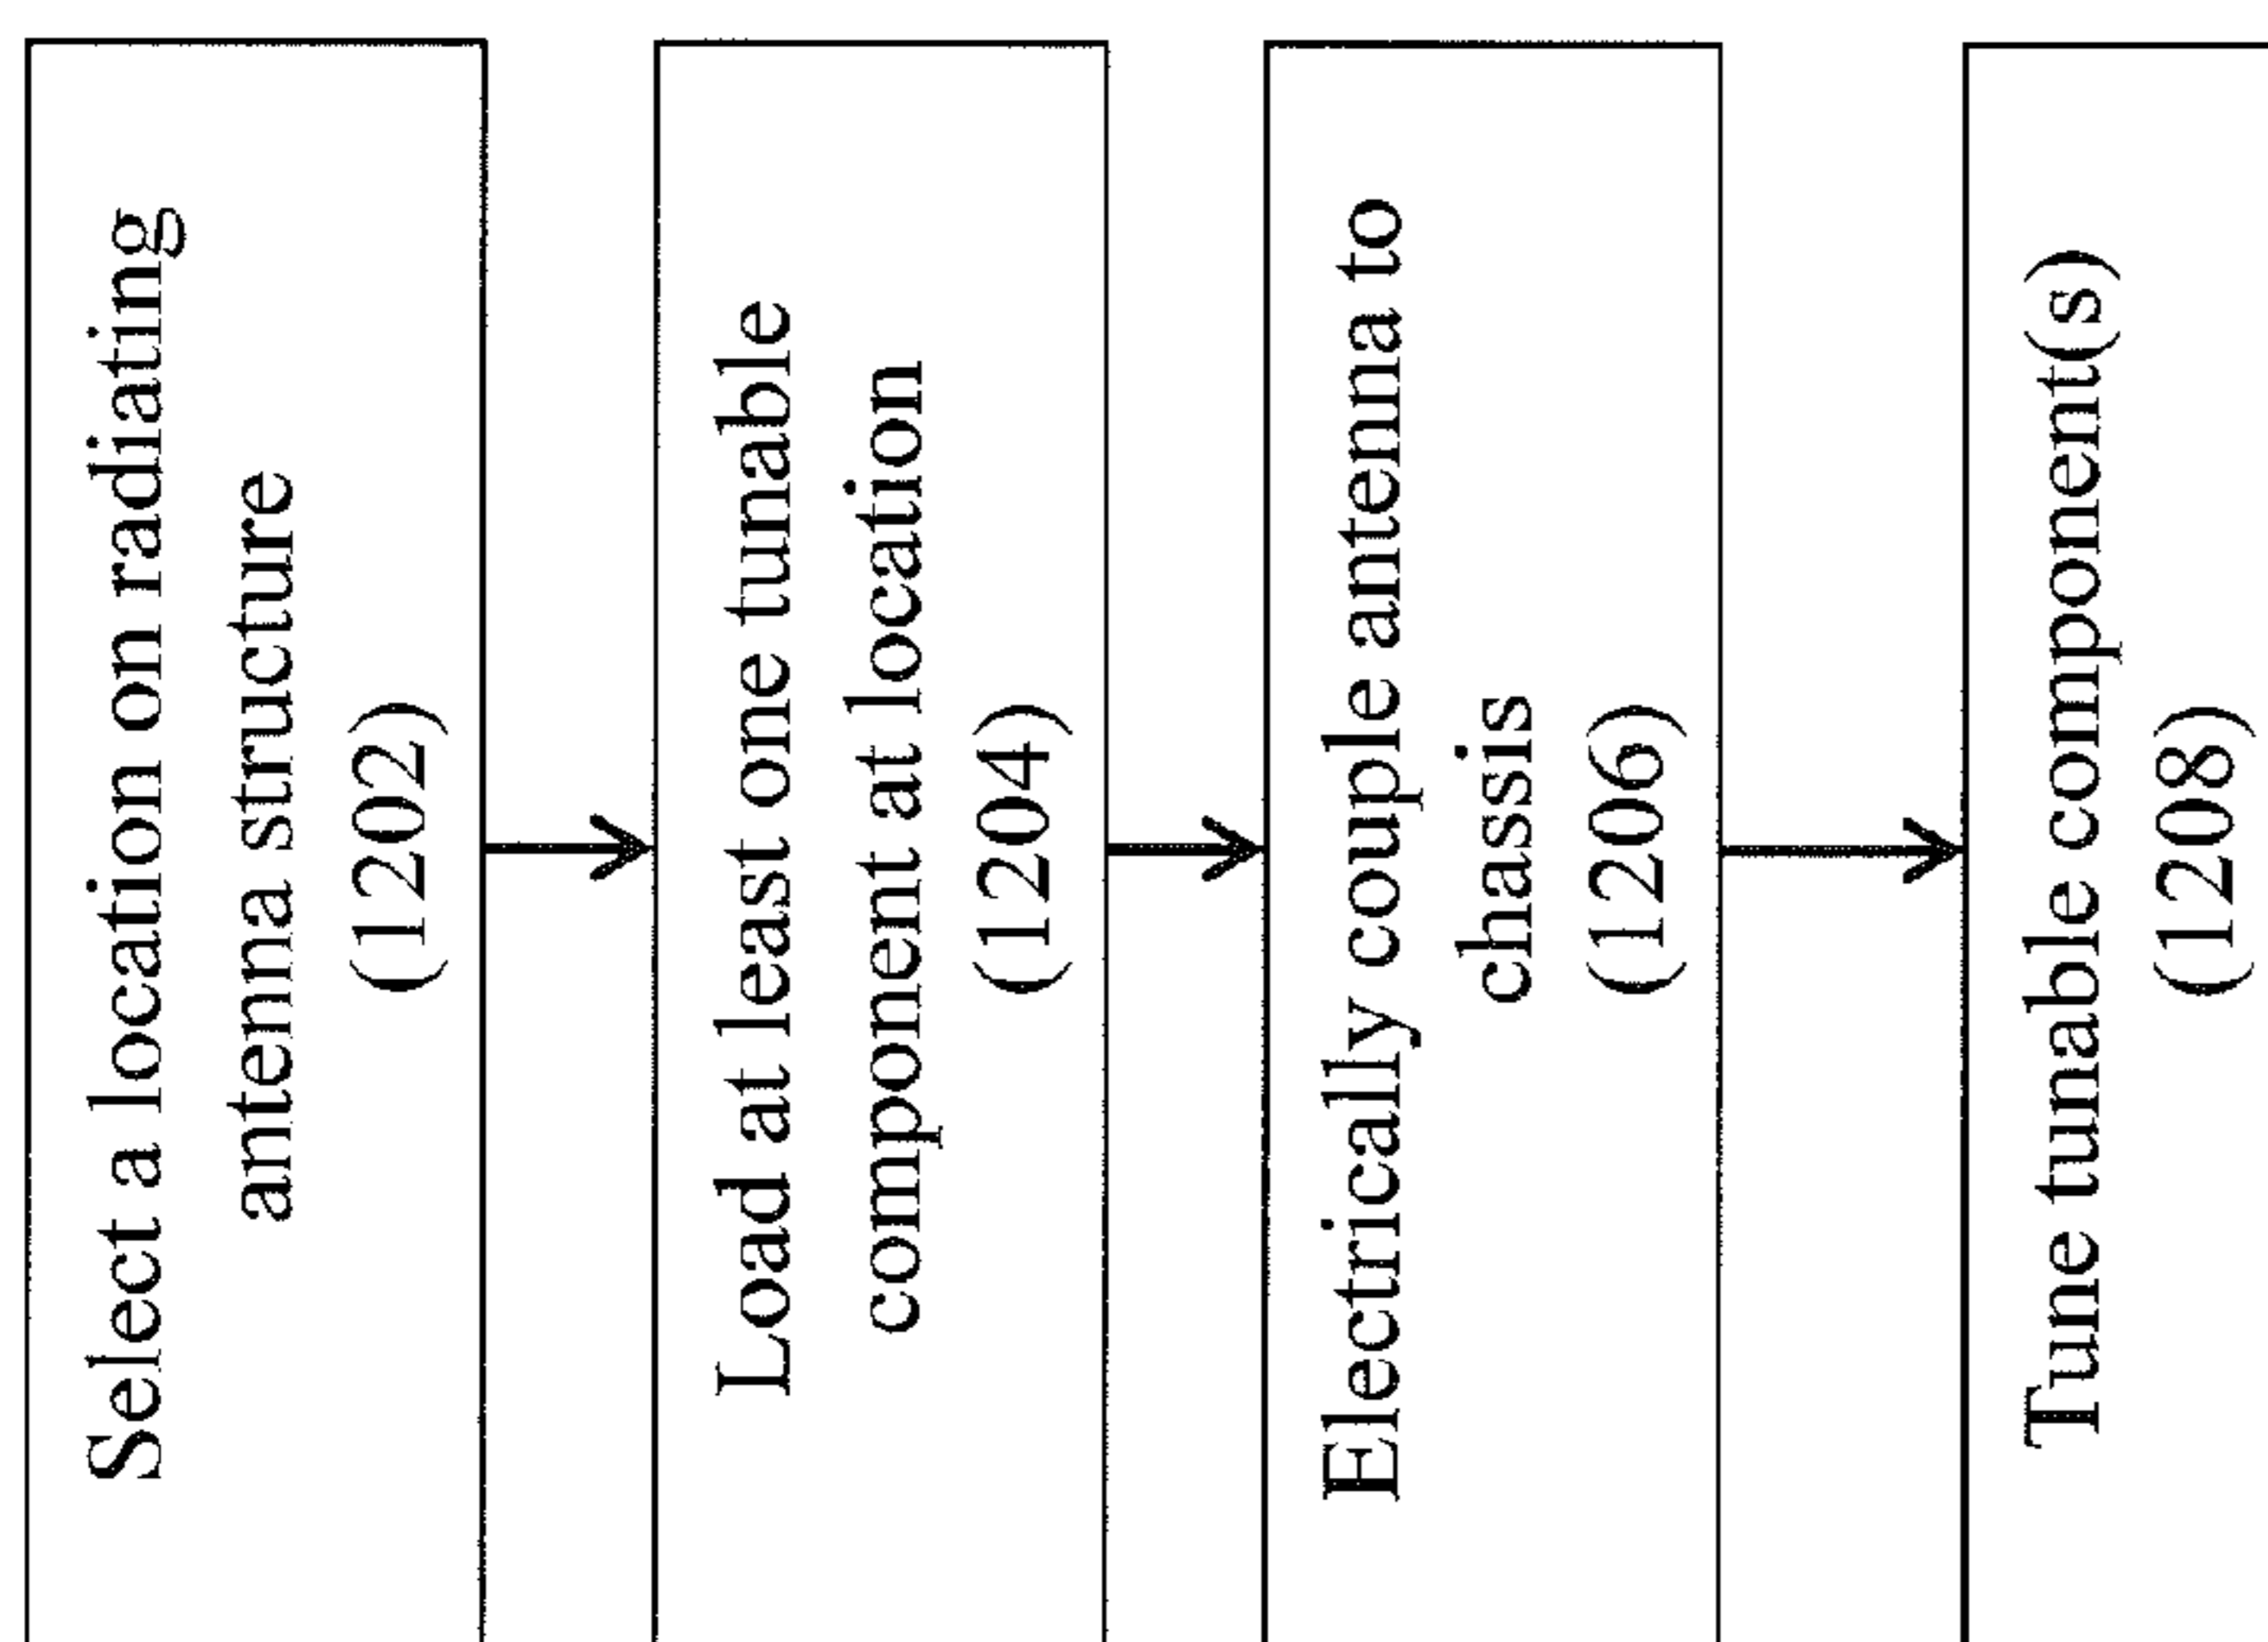 Select a location on radiating
antenna structure
(1202)
Load at least one tunable
component at location
(1204)
Electrically couple antenna to
chassis
(1206)
Tune tunable component(s)
(1208)